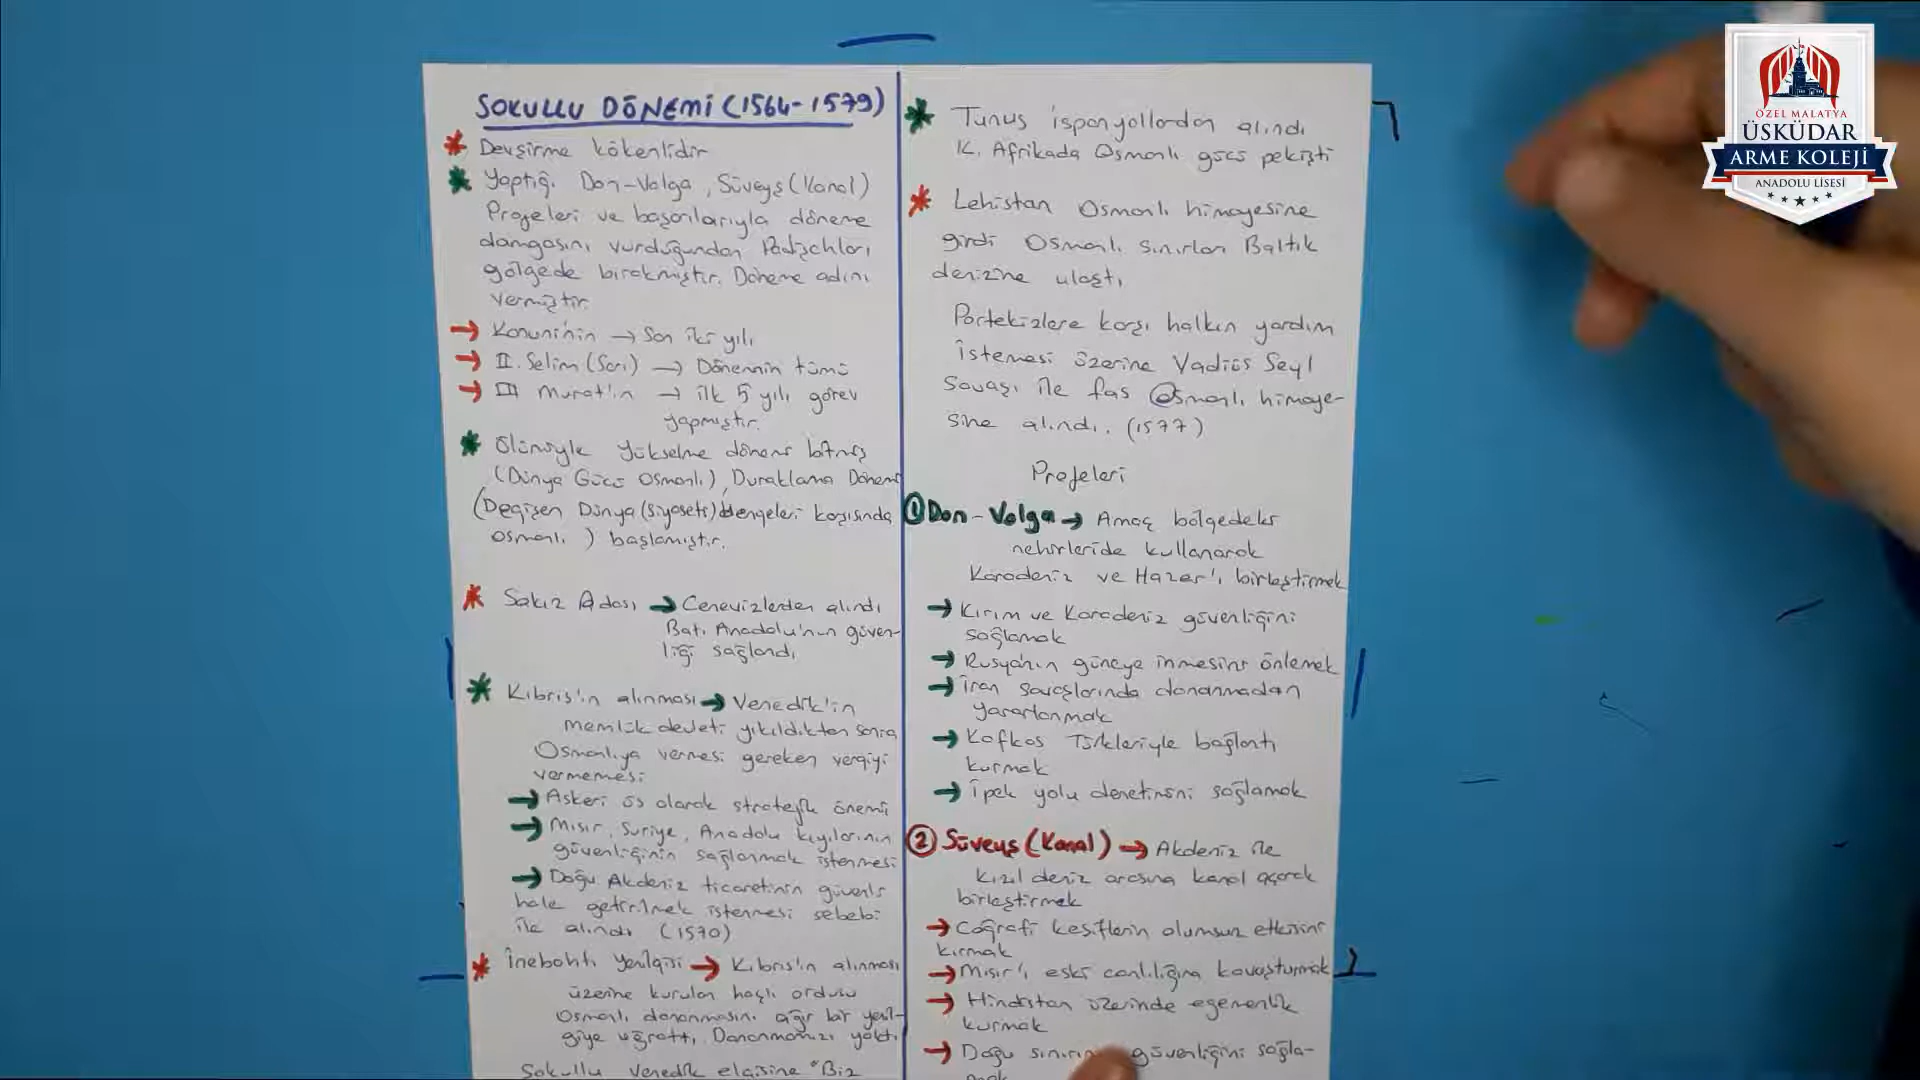 SOKULLU DÖNEMİ (1564-1579)
* Devşirme kökenlidir
* Yaptığı Don-Volga, Süveyş (Kanal)
Projeleri ve başarılarıyla döneme
damgasını vurduğundan Padişahları
gölgede bırakmıştır. Döneme adını
vermiştir.
→ Kanuni'nin → Son iki yılı
→ II. Selim (Sarı) → Dönemin tümü
→ III Murat'ın → ilk 5 yılı görev
yapmıştır.
* Ölümüyle Yükselme dönemi bitmiş
(Dünya Gücü Osmanlı), Duraklama Dönemi
(Değişen Dünya (siyaseti) dengeleri karşısında
Osmanlı) başlamıştır.
* Sakız Adası → Cenevizlerden alındı
Batı Anadolu'nun güven-
liği sağlandı
* Kıbrıs'ın alınması → Venedik'in
memlük devleti yıkıldıktan sonra
Osmanlıya vermesi gereken vergiyi
vermemesi
→ Askeri üs olarak stratejik önemi
→ Mısır, Suriye, Anadolu kıyılarının
güvenliğinin sağlanmak istenmesi
→ Doğu Akdeniz ticaretinin güvenli
hale getirilmek istenmesi sebebi
ile alındı (1570)
* İnebahtı Yenilgisi → Kıbrıs'ın alınması
üzerine kurulan haçlı ordusu
Osmanlı donanmasını ağır bir yenil-
giye uğrattı, Donanmamızı yaktı
Sokullu Venedik elçisine "Biz
* Tunus ispanyollardan alındı
K. Afrikada Osmanlı gücü pekişti
* Lehistan Osmanlı himayesine
girdi Osmanlı sınırları Baltık
denizine ulaştı
Portekizlere karşı halkın yardım
istemesi üzerine Vadiüs Seyl
Savaşı ile fas Osmanlı himaye-
sine alındı. (1577)
Projeleri
① Don-Volga → Amaç bölgedeki
nehirleride kullanarak
Karadeniz ve Hazar'ı birleştirmek
→ Kırım ve Karadeniz güvenliğini
sağlamak
→ Rusya'nın güneye inmesini önlemek
→ İran savaşlarında donanmadan
yararlanmak
→ Kafkas Türkleriyle bağlantı
kurmak
→ İpek yolu denetimini sağlamak
② Süveyş (Kanal) → Akdeniz ile
Kızıl deniz arasına kanal açarak
birleştirmek
→ Coğrafi keşiflerin olumsuz etkisini
kırmak
→ Mısır'ı eski canlılığına kavuşturmak
→ Hindistan üzerinde egemenlik
kurmak
→ Doğu güvenliğini sağla-
mak
ÖZEL MALATYA
ÜSKÜDAR
ARME KOLEJİ
ANADOLU LİSESİ